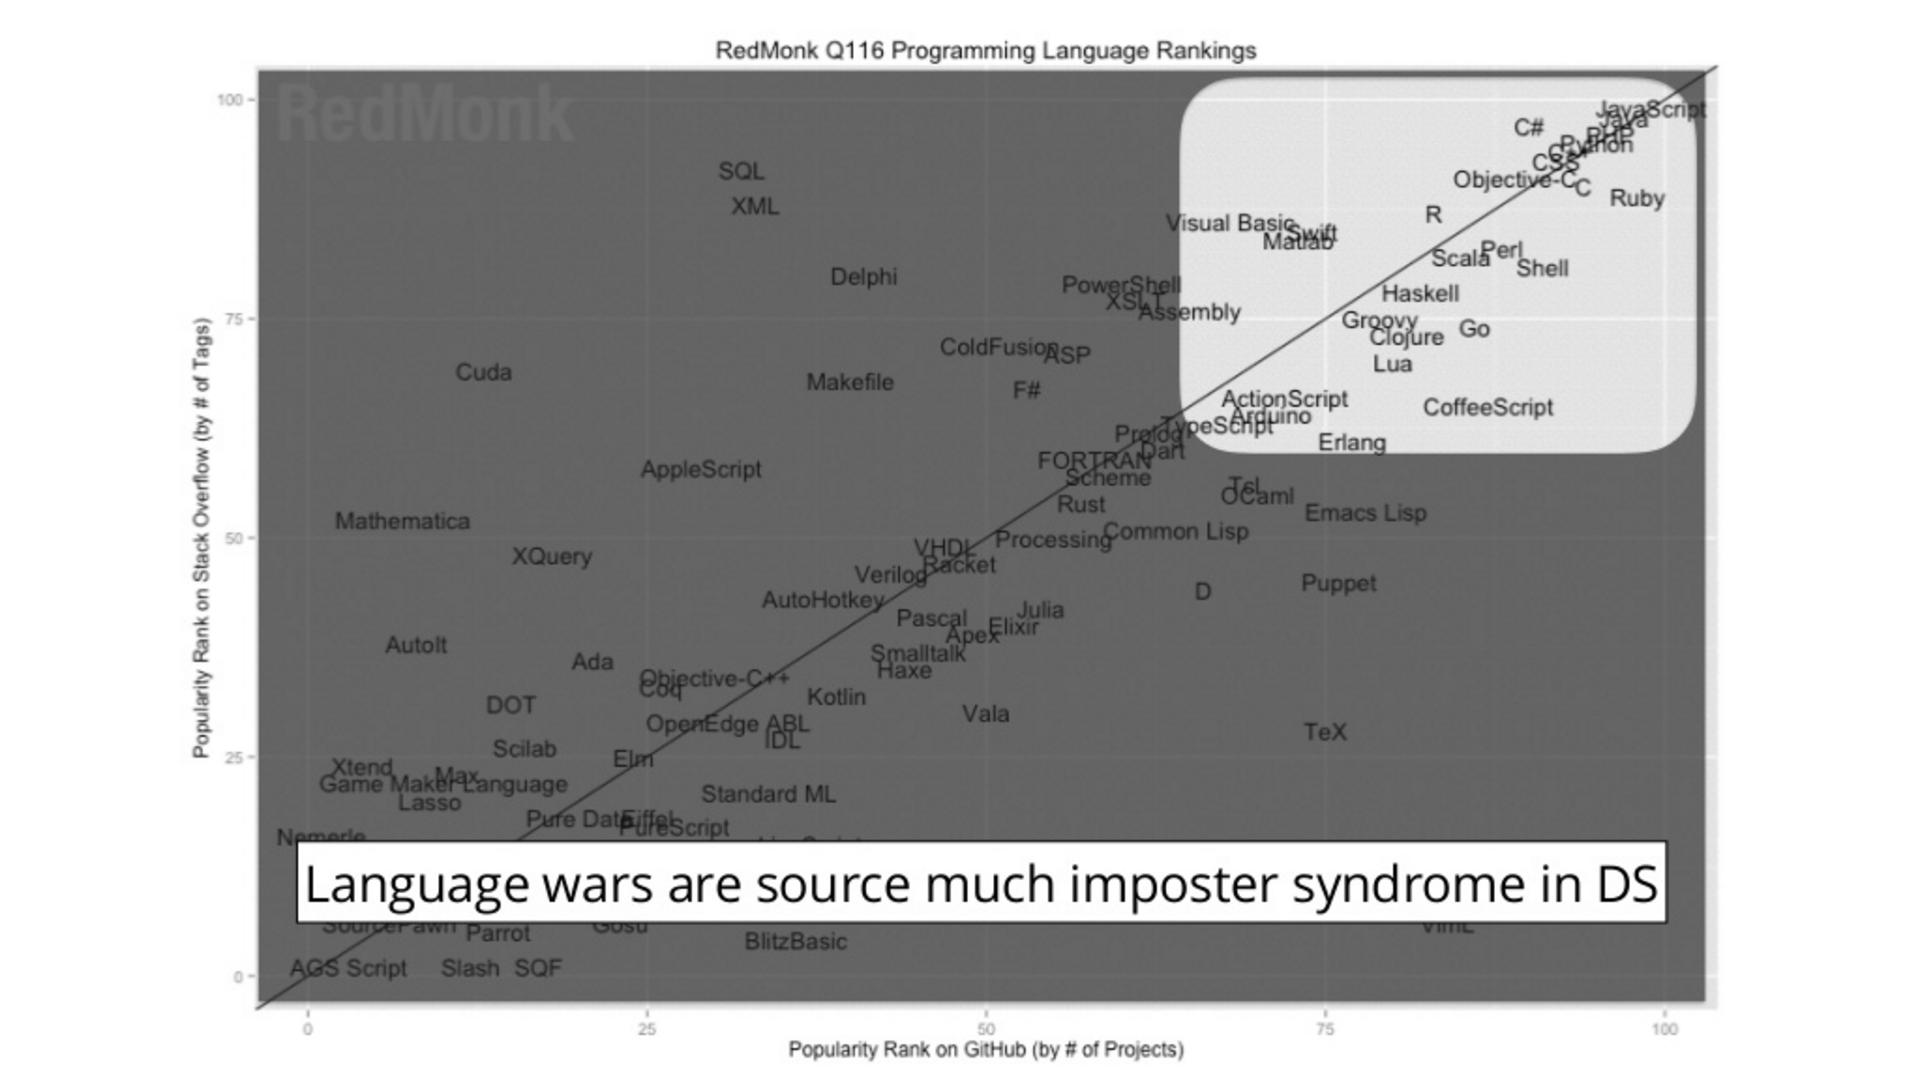 RedMonk Q116 Programming Language Rankings
RedMonk
100
JavaScript
C#
Java
PHP
Python
C++
CSS
SQL
Objective-C
C
Ruby
XML
R
Visual Basic
Swift
Matlab
Perl
Scala
Shell
Delphi
PowerShell
Haskell
XSLT
Assembly
75
Groovy
Go
Clojure
ColdFusion
ASP
Lua
Cuda
Makefile
F#
ActionScript
CoffeeScript
Arduino
TypeScript
Prolog
Erlang
Dart
FORTRAN
AppleScript
Scheme
Tcl
OCaml
Rust
Emacs Lisp
Mathematica
Common Lisp
50
Processing
VHDL
XQuery
Racket
Verilog
Puppet
D
AutoHotkey
Julia
Pascal
Elixir
Apex
AutoIt
Smalltalk
Ada
Haxe
Objective-C++
Coq
Kotlin
DOT
Vala
OpenEdge ABL
TeX
IDL
Scilab
25
Elm
Xtend
Max
Game Maker Language
Standard ML
Lasso
Pure Data
Eiffel
PureScript
Nemerle
Language wars are source much imposter syndrome in DS
SourcePawn
Gosu
VimL
Parrot
BlitzBasic
AGS Script
Slash
SQF
0
0
25
50
75
100
Popularity Rank on GitHub (by # of Projects)
Popularity Rank on Stack Overflow (by # of Tags)